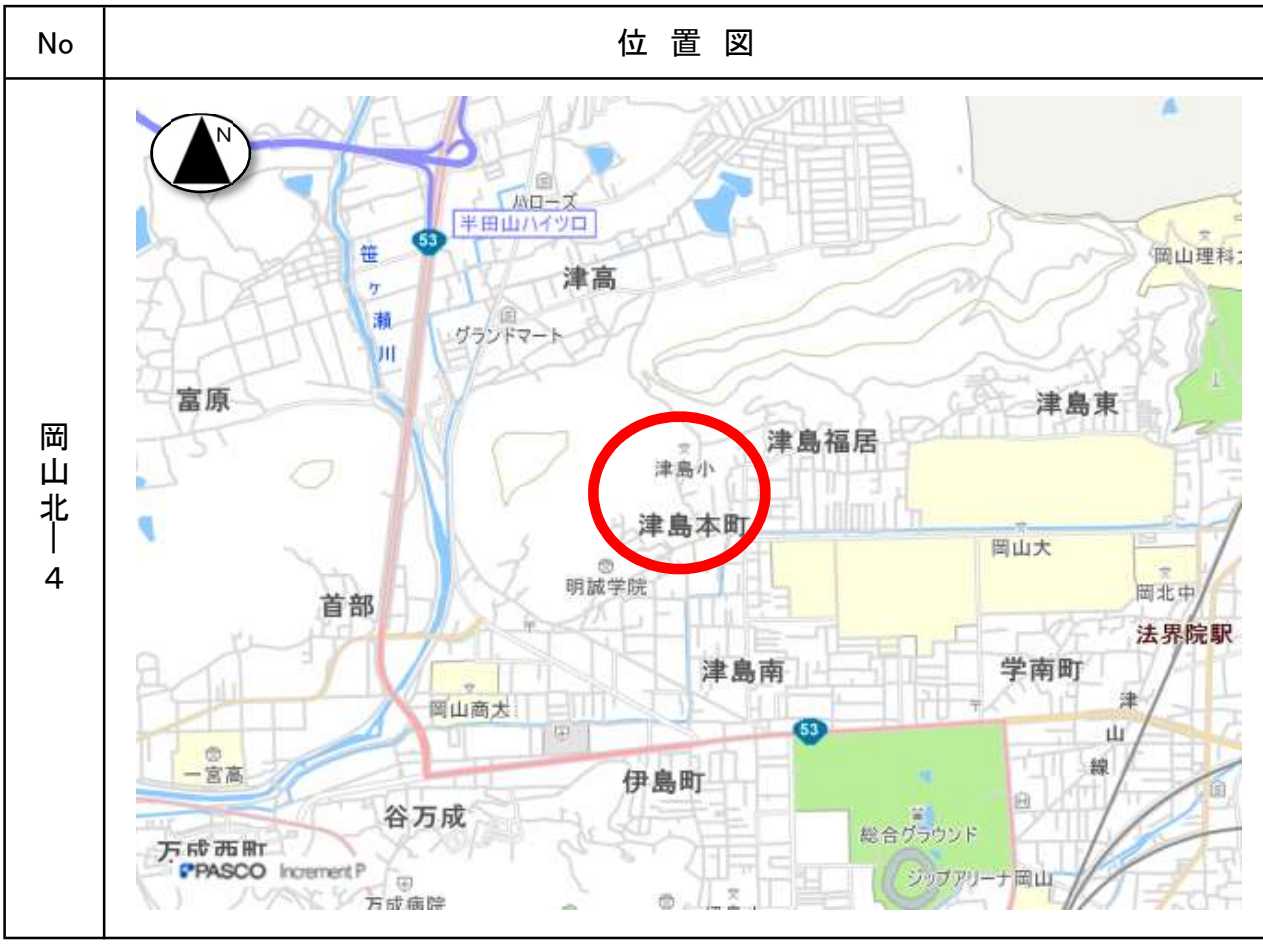 No
位 置 図
岡山北―4
N
ハローズ
半田山ハイツ口
53
笹ヶ瀬川
津高
岡山理科
グランドマート
富原
津島東
津島福居
津島小
津島本町
岡山大
明誠学院
岡北中
首部
法界院駅
津島南
学南町
岡山商大
津山線
53
一宮高
伊島町
谷万成
総合グラウンド
万成西町
PASCO Increment P
ジップアリーナ岡山
万成病院